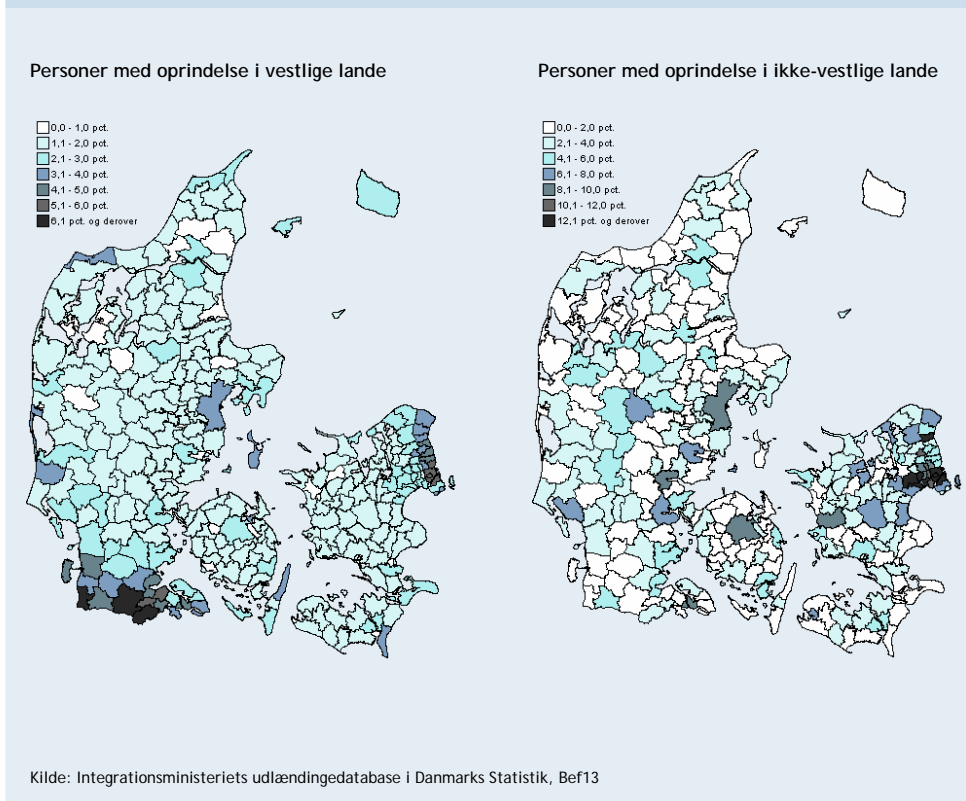 Personer med oprindelse i vestlige lande
0,0 - 1,0 pct.
1,1 - 2,0 pct.
2,1 - 3,0 pct.
3,1 - 4,0 pct.
4,1 - 5,0 pct.
5,1 - 6,0 pct.
6,1 pct. og derover
Personer med oprindelse i ikke-vestlige lande
0,0 - 2,0 pct.
2,1 - 4,0 pct.
4,1 - 6,0 pct.
6,1 - 8,0 pct.
8,1 - 10,0 pct.
10,1 - 12,0 pct.
12,1 pct. og derover
Kilde: Integrationsministeriets udlændingedatabase i Danmarks Statistik, Bef13